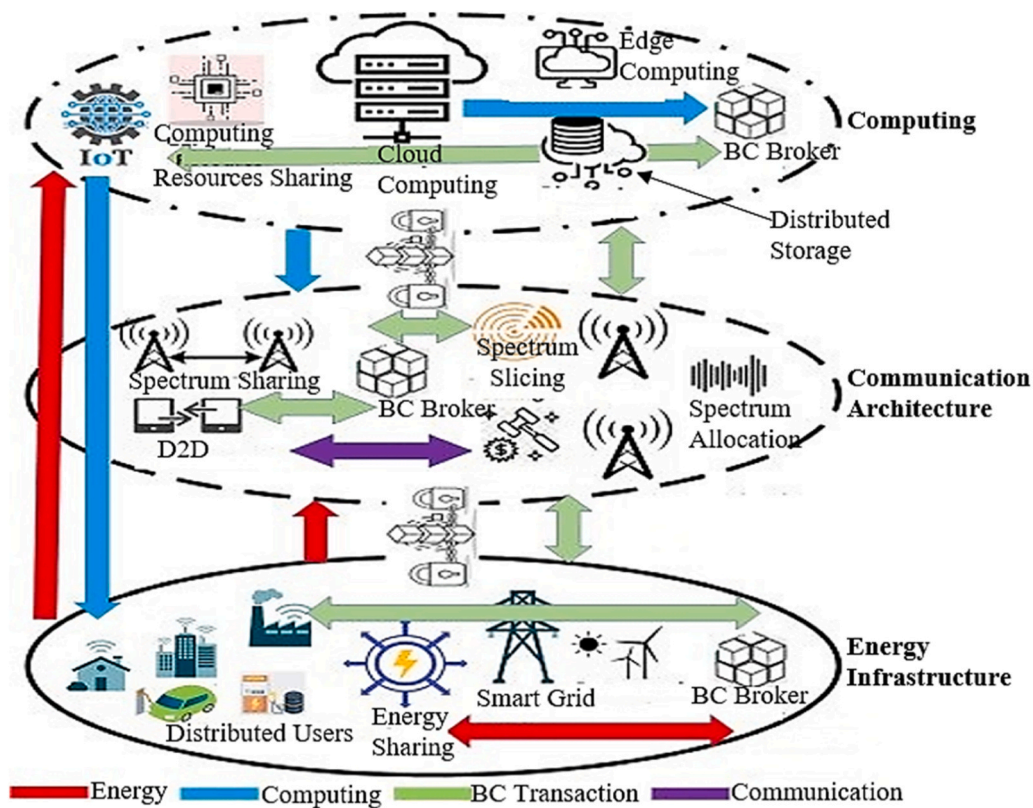 Edge
Computing
Computing
IoT
Computing
Resources Sharing
Cloud
Computing
BC Broker
Distributed
Storage
Spectrum Sharing
Spectrum
Slicing
BC Broker
D2D
Spectrum
Allocation
Communication
Architecture
Energy
Infrastructure
Distributed Users
Energy
Sharing
Smart Grid
BC Broker
Energy
Computing
BC Transaction
Communication